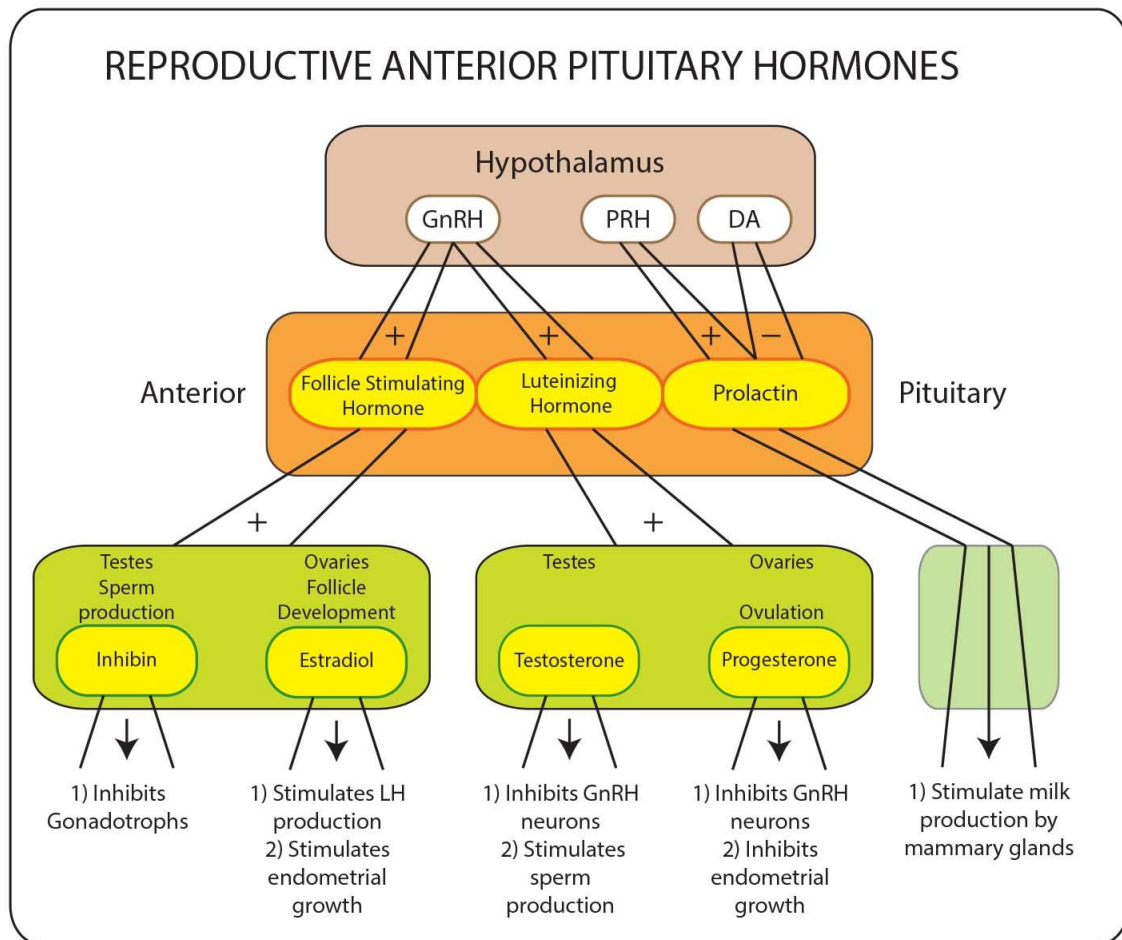 REPRODUCTIVE ANTERIOR PITUITARY HORMONES
Hypothalamus
GnRH
PRH
DA
+
+
+
−
Anterior
Follicle Stimulating
Hormone
Luteinizing
Hormone
Prolactin
Pituitary
+
+
Testes
Sperm
production
Inhibin
Ovaries
Follicle
Development
Estradiol
Testes
Testosterone
Ovaries
Ovulation
Progesterone
1) Inhibits
Gonadotrophs
1) Stimulates LH
production
2) Stimulates
endometrial
growth
1) Inhibits GnRH
neurons
2) Stimulates
sperm
production
1) Inhibits GnRH
neurons
2) Inhibits
endometrial
growth
1) Stimulate milk
production by
mammary glands